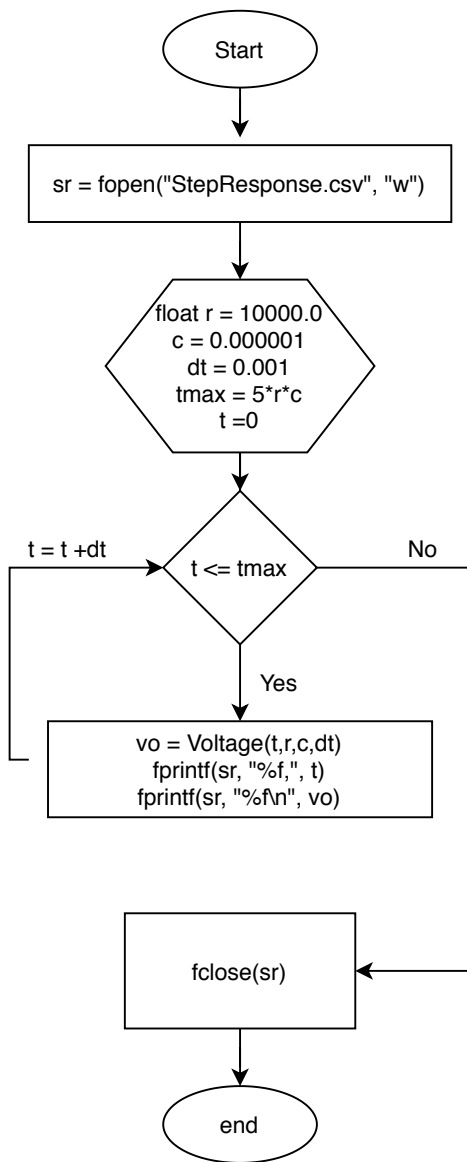 Start
sr = fopen("StepResponse.csv", "w")
float r = 10000.0
c = 0.000001
dt = 0.001
tmax = 5*r*c
t =0
t = t +dt
t <= tmax
No
Yes
vo = Voltage(t,r,c,dt)
fprintf(sr, "%f,", t)
fprintf(sr, "%f\n", vo)
fclose(sr)
end